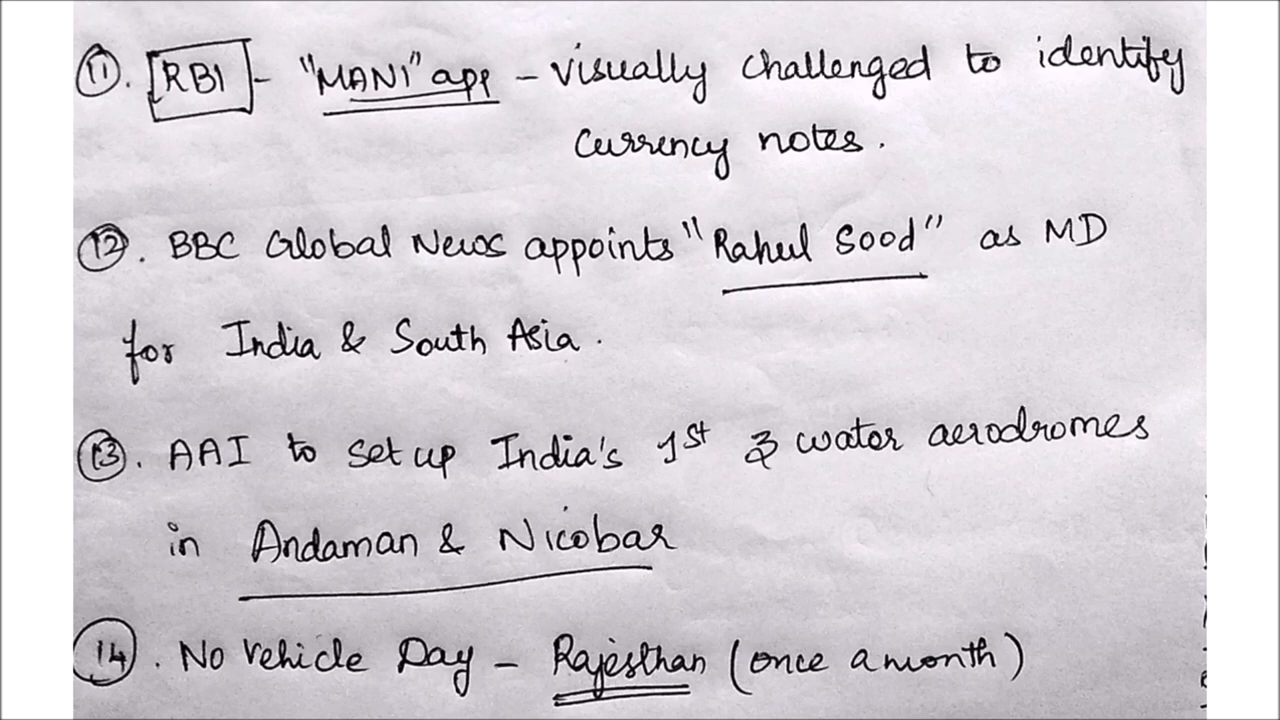 11. RBI - "MANI" app - visually challenged to identify
currency notes.
12. BBC Global News appoints "Rahul Sood" as MD
for India & South Asia.
13. AAI to set up India's 1st 3 water aerodromes
in Andaman & Nicobar
14. No Vehicle Day - Rajesthan (once a month)